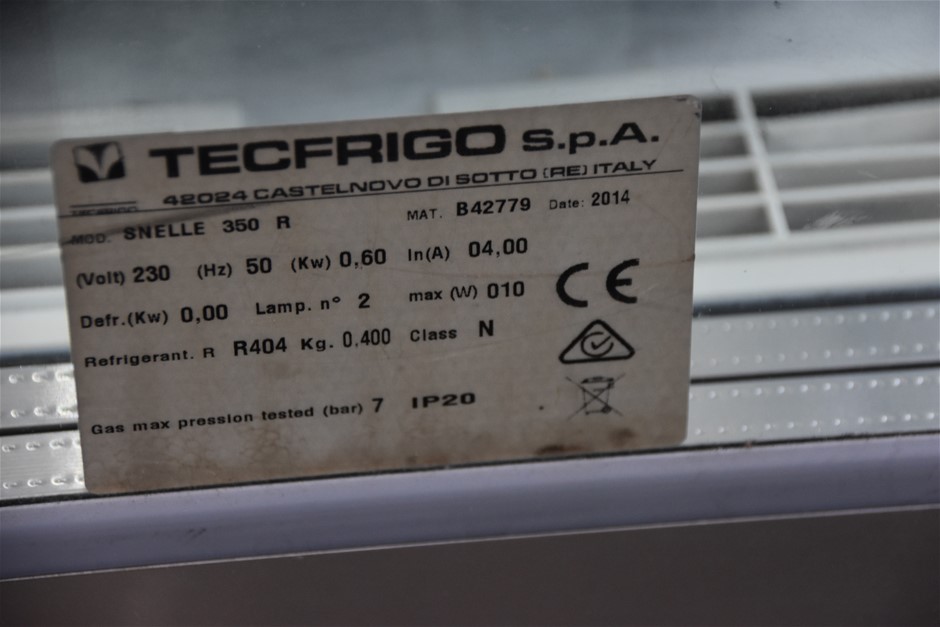 TECFRIGO S.p.A.
42024 CASTELNOVO DI SOTTO (RE) ITALY
TECFRIGO
MOD. SNELLE 350 R MAT. B42779 Date: 2014
(Volt) 230 (Hz) 50 (Kw) 0,60 In(A) 04,00
Defr.(Kw) 0,00 Lamp. n° 2 max (W) 010
Refrigerant. R R404 Kg. 0,400 Class N
Gas max pression tested (bar) 7 IP20
CE